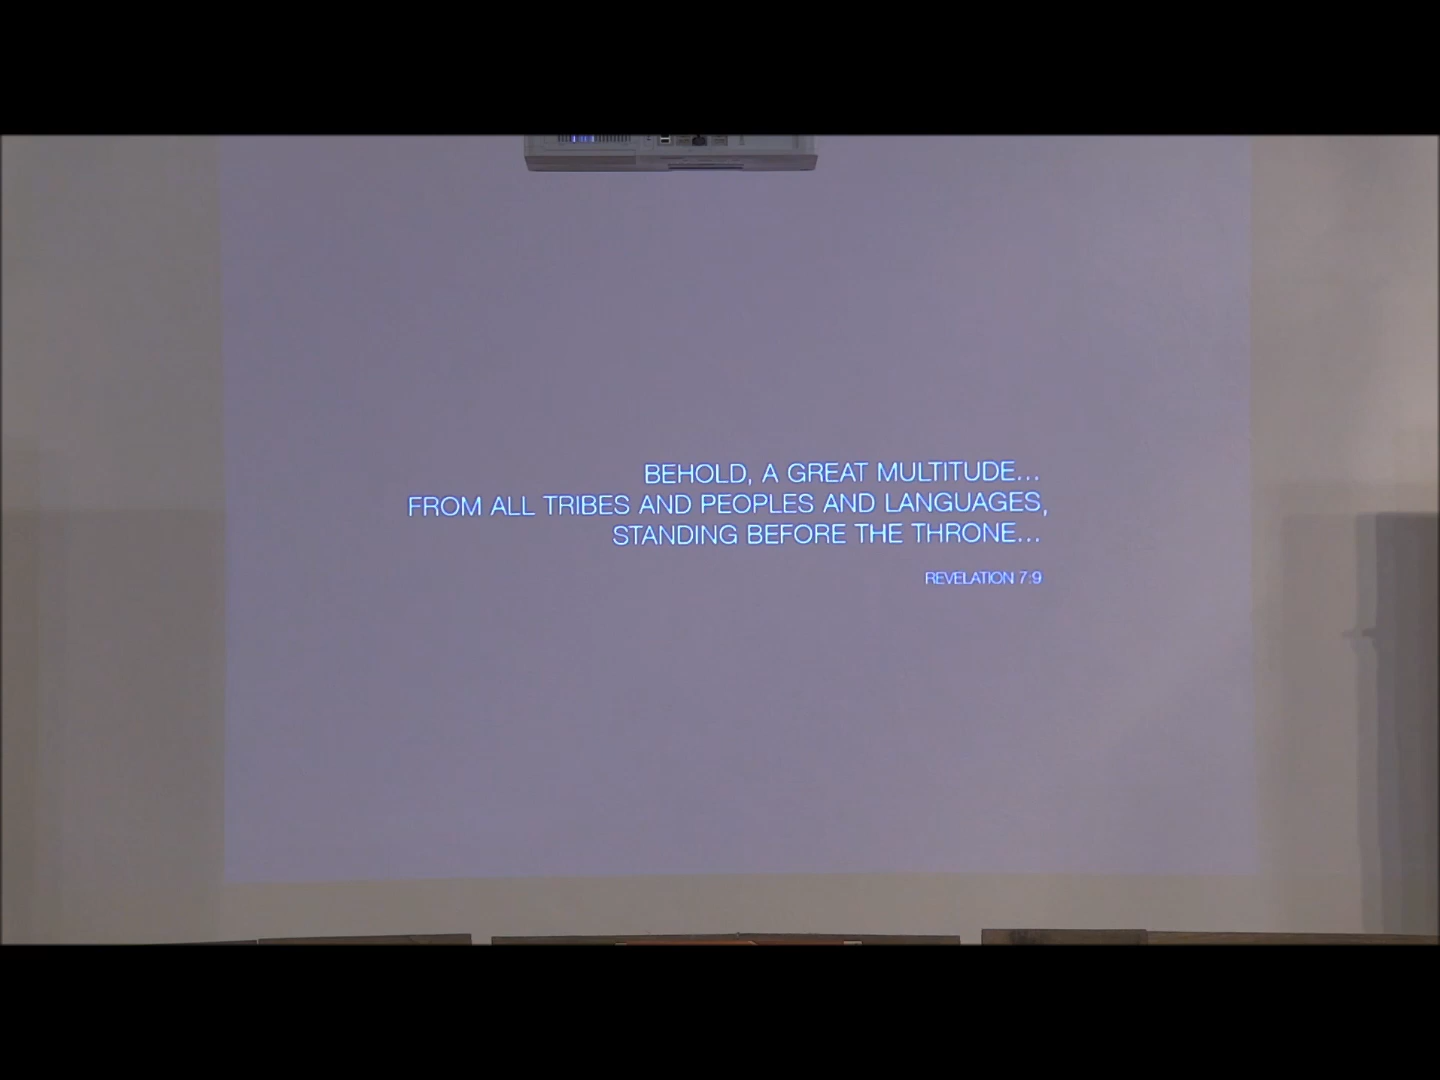 BEHOLD, A GREAT MULTITUDE...
FROM ALL TRIBES AND PEOPLES AND LANGUAGES,
STANDING BEFORE THE THRONE...
REVELATION 7:9